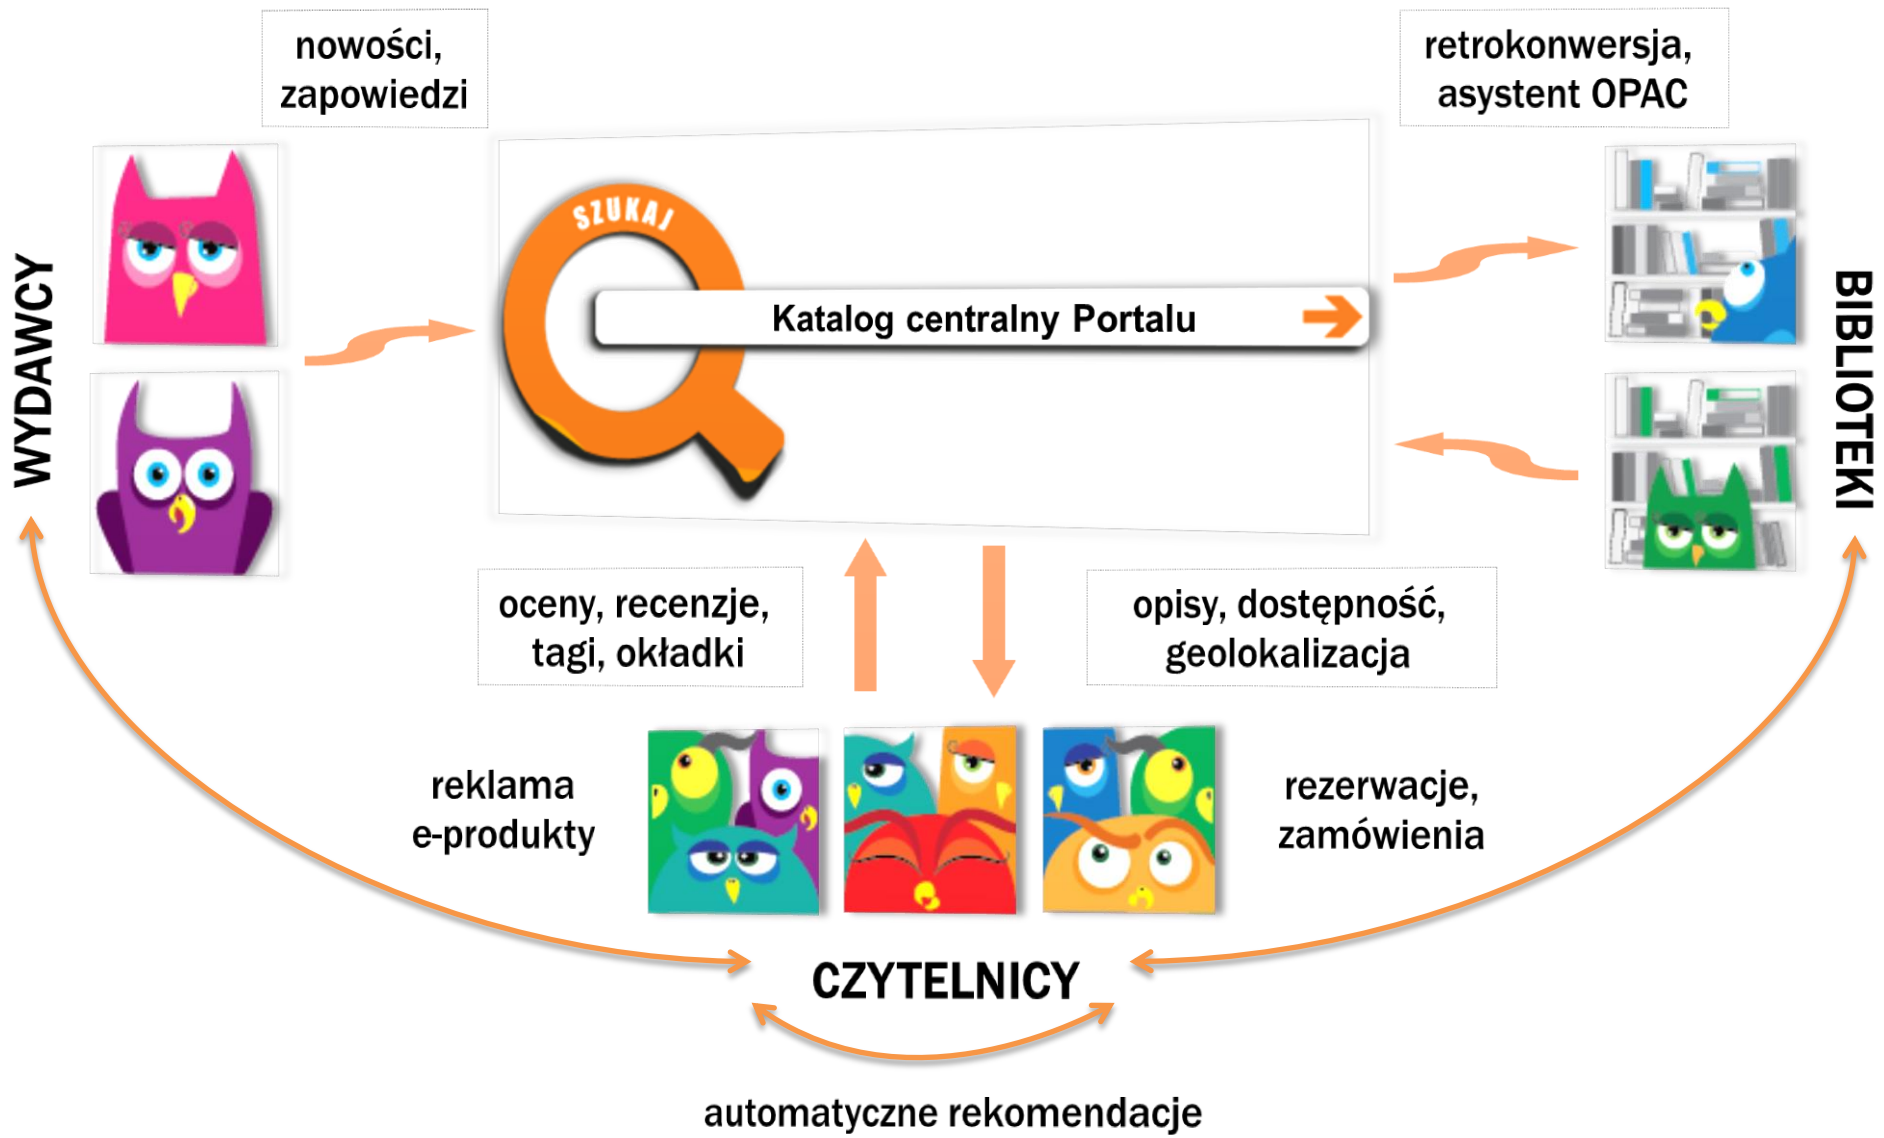 nowości,
zapowiedzi
retrokonwersja,
asystent OPAC
SZUKAJ
Katalog centralny Portalu
WYDAWCY
BIBLIOTEKI
oceny, recenzje,
tagi, okładki
opisy, dostępność,
geolokalizacja
reklama
e-produkty
rezerwacje,
zamówienia
CZYTELNICY
automatyczne rekomendacje